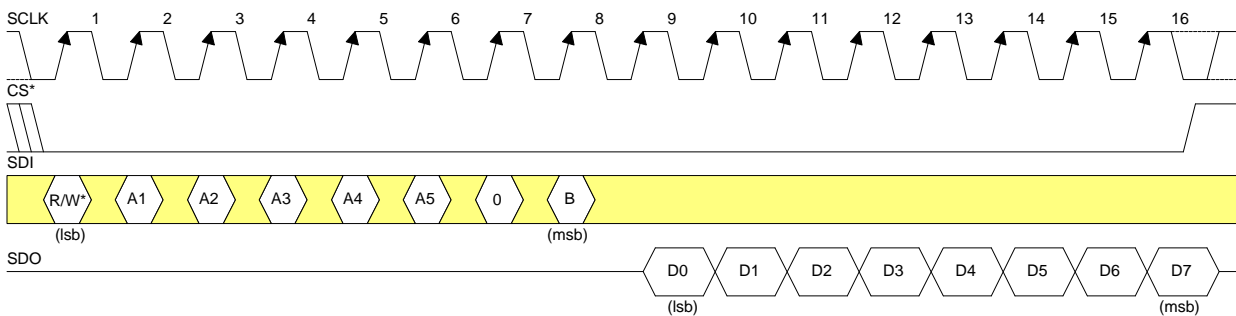 SCLK 1 2 3 4 5 6 7 8 9 10 11 12 13 14 15 16
CS*
SDI
R/W* A1 A2 A3 A4 A5 0 B
(lsb) (msb)
SDO
D0 D1 D2 D3 D4 D5 D6 D7
(lsb) (msb)